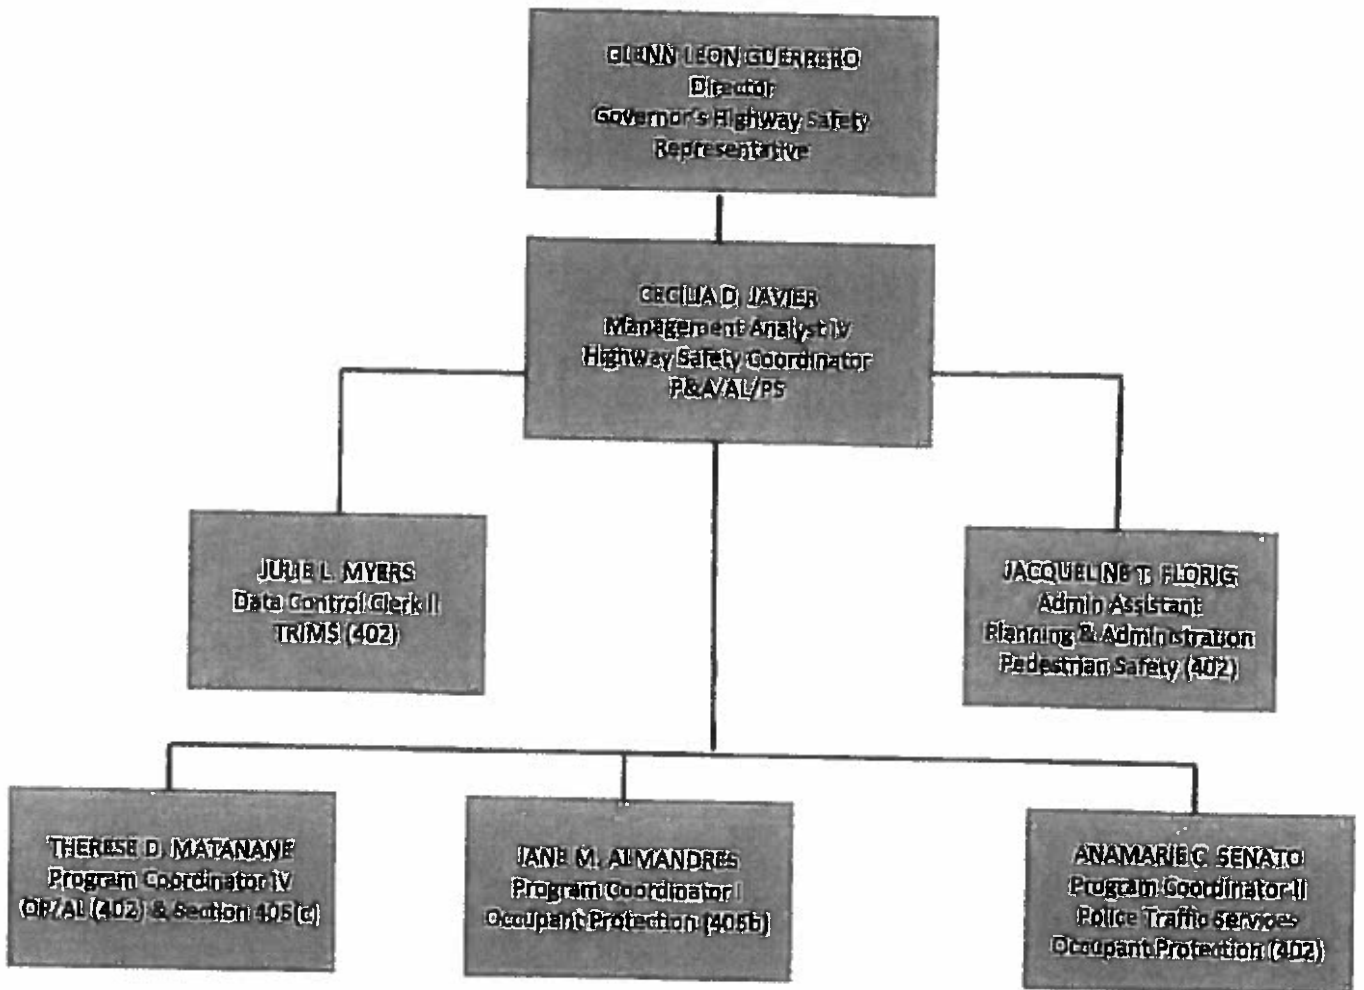 GLENN LEON GUERRERO
Director
Governor's Highway Safety
Representative
CECILIA D. JAVIER
Management Analyst IV
Highway Safety Coordinator
P&A/AL/PS
JULIE L. MYERS
Data Control Clerk II
TRIMS (402)
JACQUELINE T. FLORIG
Admin Assistant
Planning & Administration
Pedestrian Safety (402)
THERESE D. MATANANE
Program Coordinator IV
OP/AL (402) & Section 405(c)
JANE M. ALMANDRES
Program Coordinator I
Occupant Protection (405b)
ANAMARIE C. SENATO
Program Coordinator II
Police Traffic Services
Occupant Protection (402)